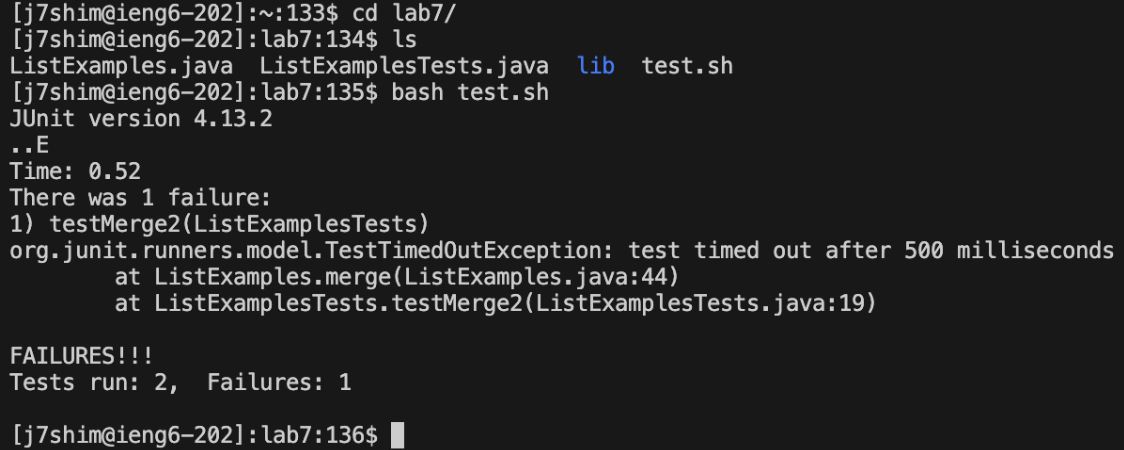 [j7shim@ieng6-202]:~:133$ cd lab7/
[j7shim@ieng6-202]:lab7:134$ ls
ListExamples.java  ListExamplesTests.java  lib  test.sh
[j7shim@ieng6-202]:lab7:135$ bash test.sh
JUnit version 4.13.2
..E
Time: 0.52
There was 1 failure:
1) testMerge2(ListExamplesTests)
org.junit.runners.model.TestTimedOutException: test timed out after 500 milliseconds
        at ListExamples.merge(ListExamples.java:44)
        at ListExamplesTests.testMerge2(ListExamplesTests.java:19)

FAILURES!!!
Tests run: 2,  Failures: 1

[j7shim@ieng6-202]:lab7:136$